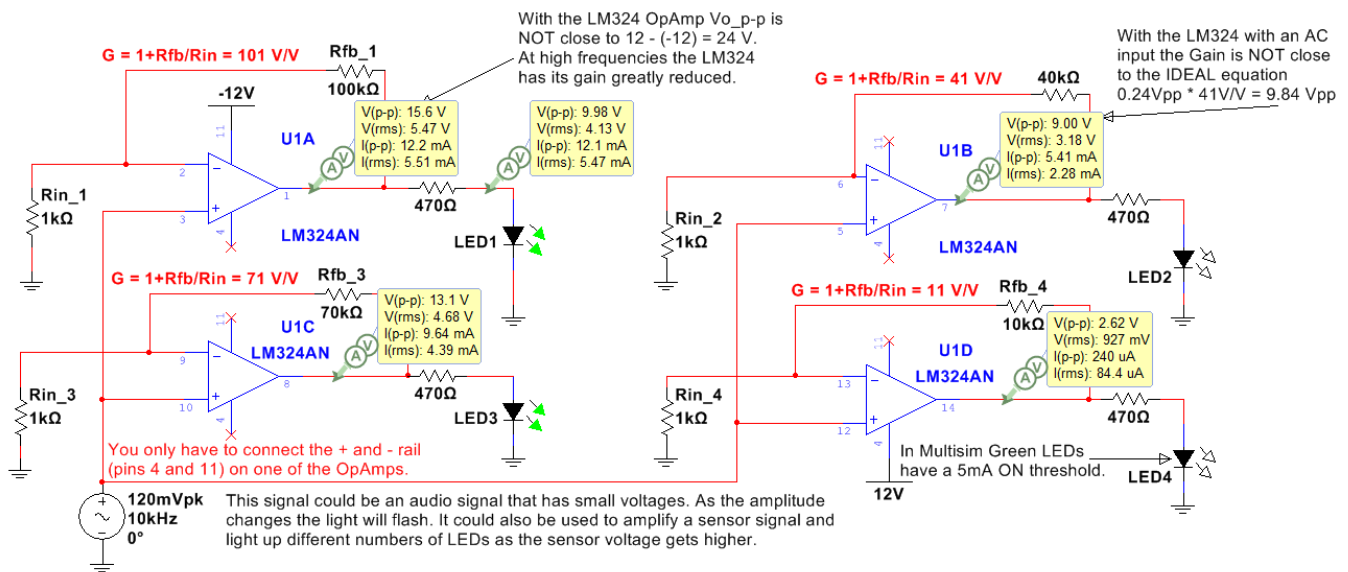 With the LM324 OpAmp Vo_p-p is
NOT close to 12 - (-12) = 24 V.
At high frequencies the LM324
has its gain greatly reduced.
With the LM324 with an AC
input the Gain is NOT close
to the IDEAL equation
0.24Vpp * 41V/V = 9.84 Vpp
G = 1+Rfb/Rin = 101 V/V
Rfb_1
100kΩ
-12V
11
U1A
2
3
1
4
LM324AN
Rin_1
1kΩ
V(p-p): 15.6 V
V(rms): 5.47 V
I(p-p): 12.2 mA
I(rms): 5.51 mA
A V
V(p-p): 9.98 V
V(rms): 4.13 V
I(p-p): 12.1 mA
I(rms): 5.47 mA
A V
470Ω
LED1
G = 1+Rfb/Rin = 41 V/V
40kΩ
11
U1B
6
5
7
4
LM324AN
Rin_2
1kΩ
V(p-p): 9.00 V
V(rms): 3.18 V
I(p-p): 5.41 mA
I(rms): 2.28 mA
A V
470Ω
LED2
G = 1+Rfb/Rin = 71 V/V
Rfb_3
70kΩ
11
U1C
LM324AN
9
10
8
4
Rin_3
1kΩ
V(p-p): 13.1 V
V(rms): 4.68 V
I(p-p): 9.64 mA
I(rms): 4.39 mA
A V
470Ω
LED3
G = 1+Rfb/Rin = 11 V/V
Rfb_4
10kΩ
11
U1D
LM324AN
13
12
14
4
12V
Rin_4
1kΩ
V(p-p): 2.62 V
V(rms): 927 mV
I(p-p): 240 uA
I(rms): 84.4 uA
A V
470Ω
LED4
In Multisim Green LEDs
have a 5mA ON threshold.
You only have to connect the + and - rail
(pins 4 and 11) on one of the OpAmps.
120mVpk
10kHz
0°
This signal could be an audio signal that has small voltages. As the amplitude
changes the light will flash. It could also be used to amplify a sensor signal and
light up different numbers of LEDs as the sensor voltage gets higher.